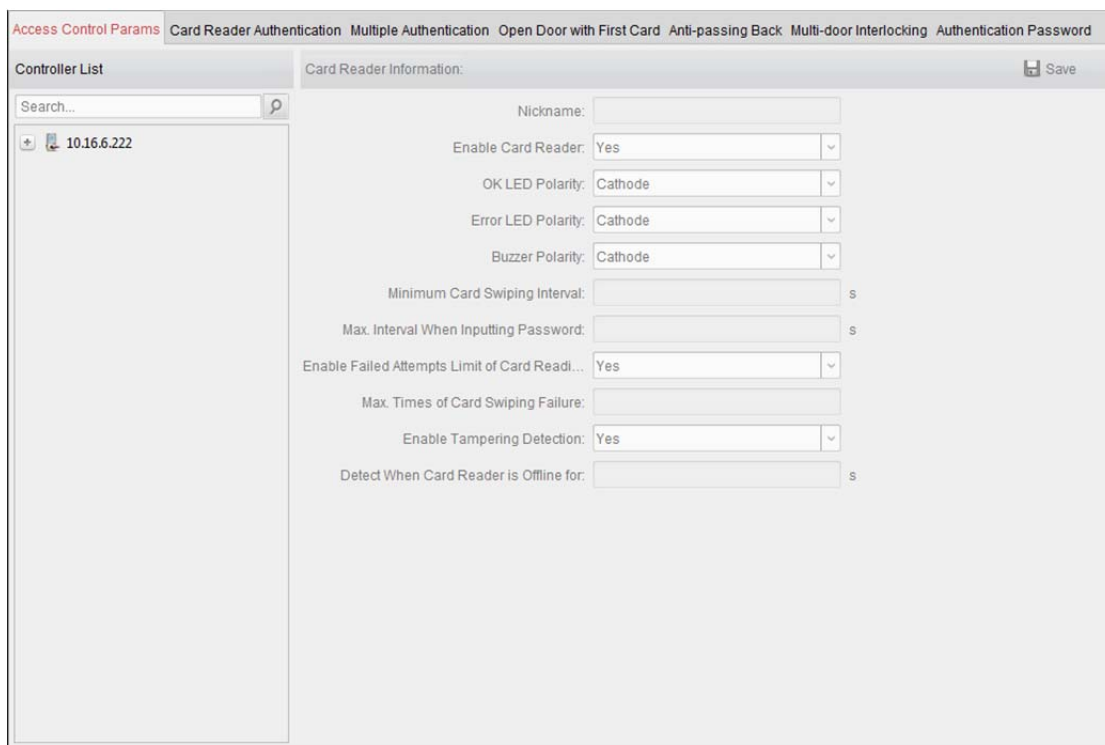 Access Control Params Card Reader Authentication Multiple Authentication Open Door with First Card Anti-passing Back Multi-door Interlocking Authentication Password
Controller List
Card Reader Information:
Save
Search...
10.16.6.222
Nickname:
Enable Card Reader: Yes
OK LED Polarity: Cathode
Error LED Polarity: Cathode
Buzzer Polarity: Cathode
Minimum Card Swiping Interval: s
Max. Interval When Inputting Password: s
Enable Failed Attempts Limit of Card Readi... Yes
Max. Times of Card Swiping Failure:
Enable Tampering Detection: Yes
Detect When Card Reader is Offline for: s